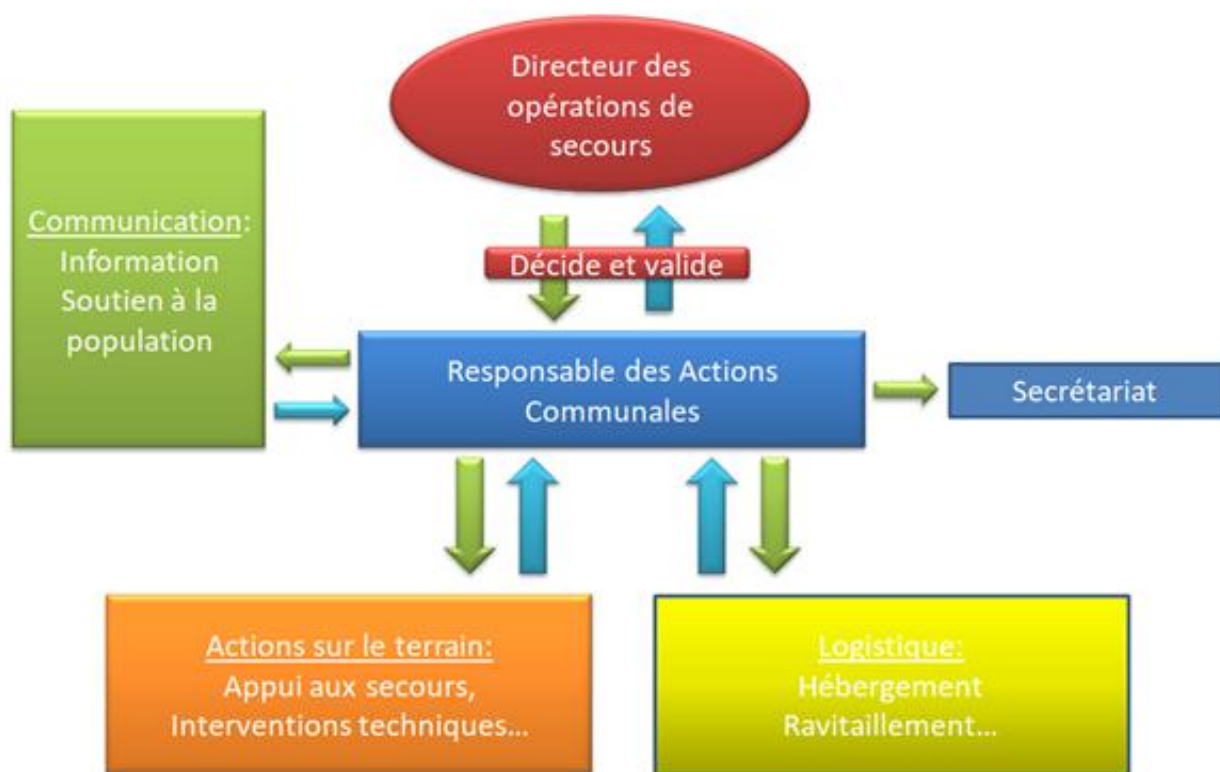 Directeur des
opérations de
secours
Communication:
Information
Soutien à la
population
Décide et valide
Responsable des Actions
Communales
Secrétariat
Actions sur le terrain:
Appui aux secours,
Interventions techniques...
Logistique:
Hébergement
Ravitaillement...